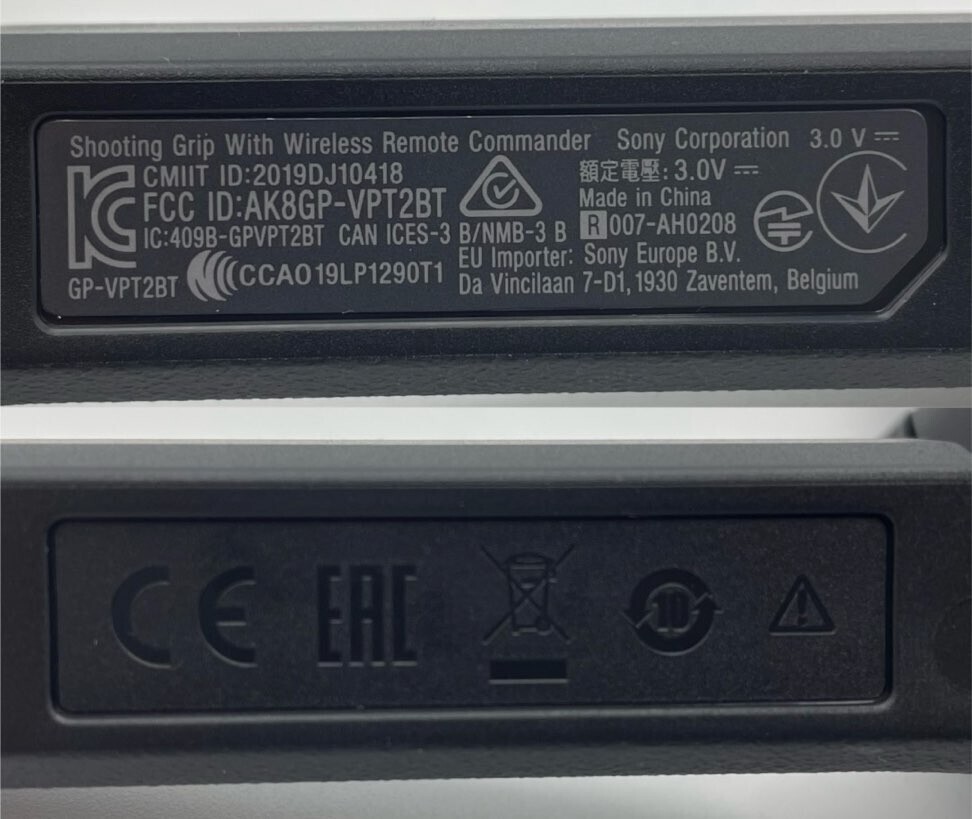 Shooting Grip With Wireless Remote Commander Sony Corporation 3.0 V
CMIIT ID:2019DJ10418
額定電壓: 3.0V
FCC ID:AK8GP-VPT2BT
Made in China
IC:409B-GPVPT2BT CAN ICES-3 B/NMB-3 B
R 007-AH0208
GP-VPT2BT
CCAO19LP1290T1
EU Importer: Sony Europe B.V.
Da Vincilaan 7-D1, 1930 Zaventem, Belgium
CE EAC 10